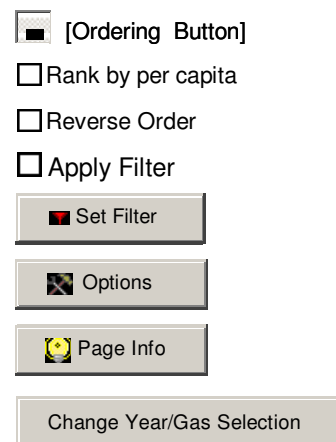 [Ordering Button]
Rank by per capita
Reverse Order
Apply Filter
Set Filter
Options
Page Info
Change Year/Gas Selection